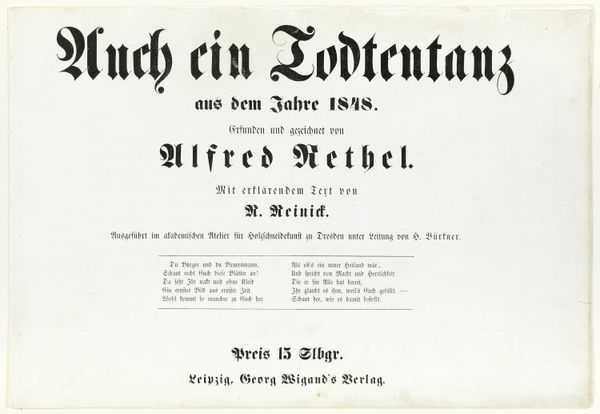 Auch ein Todtentanz
aus dem Jahre 1848.
Erfunden und gezeichnet von
Alfred Rethel.
Mit erklärendem Text von
R. Reinick.
Ausgeführt im akademischen Atelier für Holzschneidekunst zu Dresden unter Leitung von H. Bürkner.
Du Bürger und du Bauersmann,
Schaut recht Euch diese Blätter an!
Da seht Ihr nackt und ohne Kleid
Ein ernstes Bild aus ernster Zeit.
Wohl kommt so mancher zu Euch her
Als ob's ein neuer Heiland wär',
Und spricht von Macht und Herrlichkeit
Die er für Alle hat bereit.
Ihr glaubt es ihm, weil's Euch gefällt. —
Schaut her, wie es damit bestellt.
Preis 15 Slbgr.
Leipzig, Georg Wigand's Verlag.